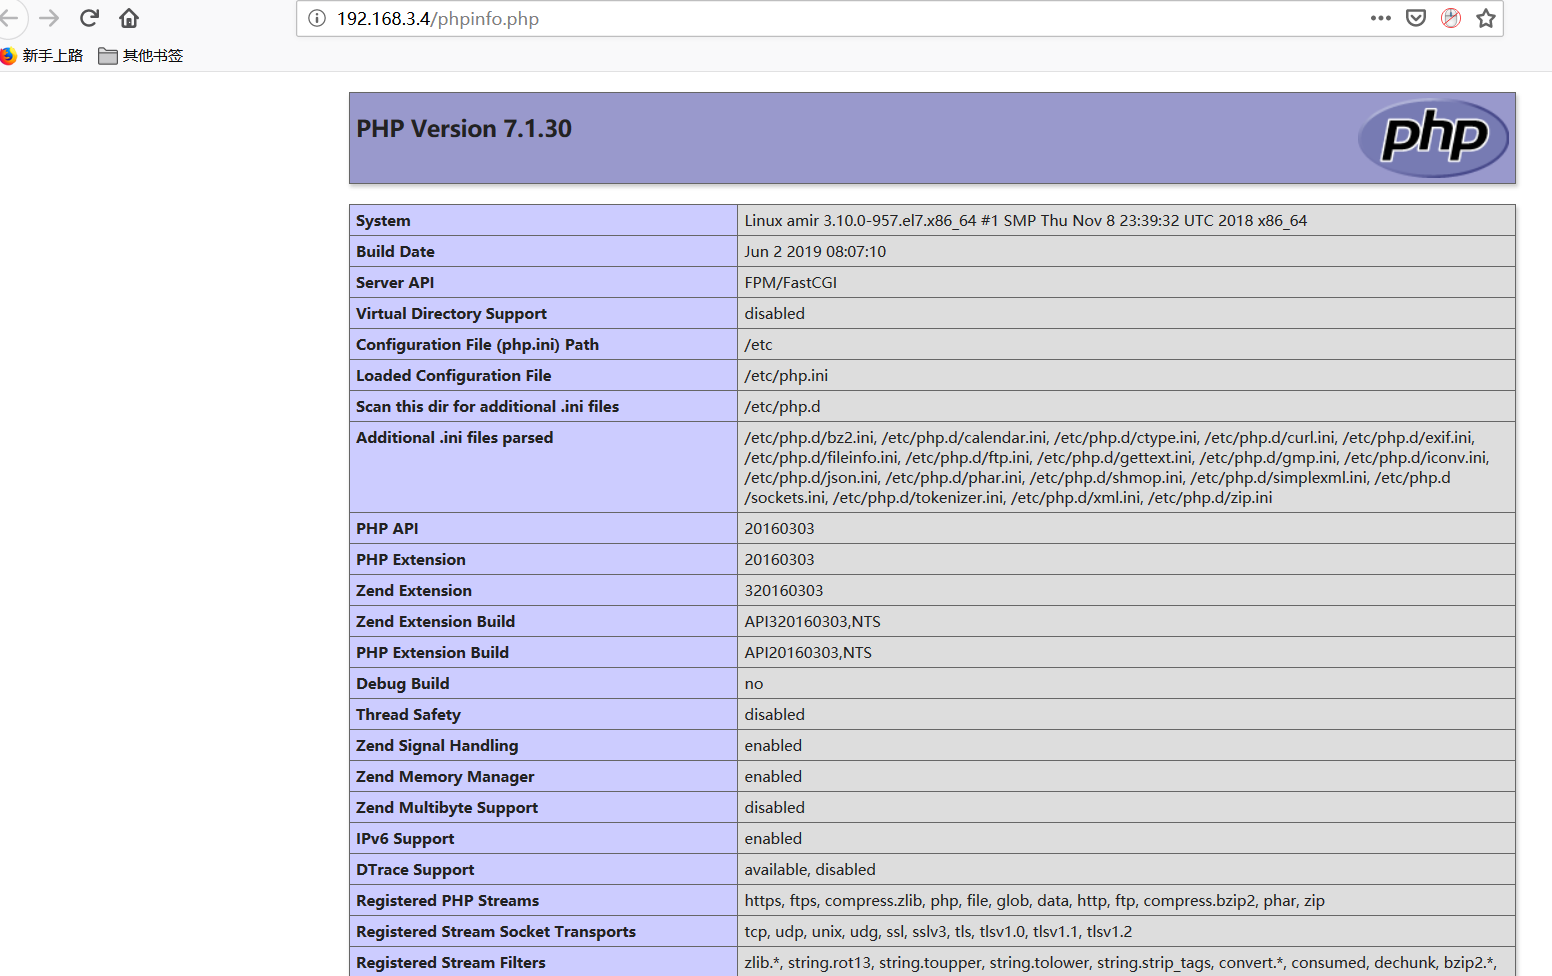 192.168.3.4/phpinfo.php
新手上路 其他书签
PHP Version 7.1.30
php
System Linux amir 3.10.0-957.el7.x86_64 #1 SMP Thu Nov 8 23:39:32 UTC 2018 x86_64
Build Date Jun 2 2019 08:07:10
Server API FPM/FastCGI
Virtual Directory Support disabled
Configuration File (php.ini) Path /etc
Loaded Configuration File /etc/php.ini
Scan this dir for additional .ini files /etc/php.d
Additional .ini files parsed /etc/php.d/bz2.ini, /etc/php.d/calendar.ini, /etc/php.d/ctype.ini, /etc/php.d/curl.ini, /etc/php.d/exif.ini,
/etc/php.d/fileinfo.ini, /etc/php.d/ftp.ini, /etc/php.d/gettext.ini, /etc/php.d/gmp.ini, /etc/php.d/iconv.ini,
/etc/php.d/json.ini, /etc/php.d/phar.ini, /etc/php.d/shmop.ini, /etc/php.d/simplexml.ini, /etc/php.d
/sockets.ini, /etc/php.d/tokenizer.ini, /etc/php.d/xml.ini, /etc/php.d/zip.ini
PHP API 20160303
PHP Extension 20160303
Zend Extension 320160303
Zend Extension Build API320160303,NTS
PHP Extension Build API20160303,NTS
Debug Build no
Thread Safety disabled
Zend Signal Handling enabled
Zend Memory Manager enabled
Zend Multibyte Support disabled
IPv6 Support enabled
DTrace Support available, disabled
Registered PHP Streams https, ftps, compress.zlib, php, file, glob, data, http, ftp, compress.bzip2, phar, zip
Registered Stream Socket Transports tcp, udp, unix, udg, ssl, sslv3, tls, tlsv1.0, tlsv1.1, tlsv1.2
Registered Stream Filters zlib.*, string.rot13, string.toupper, string.tolower, string.strip_tags, convert.*, consumed, dechunk, bzip2.*,